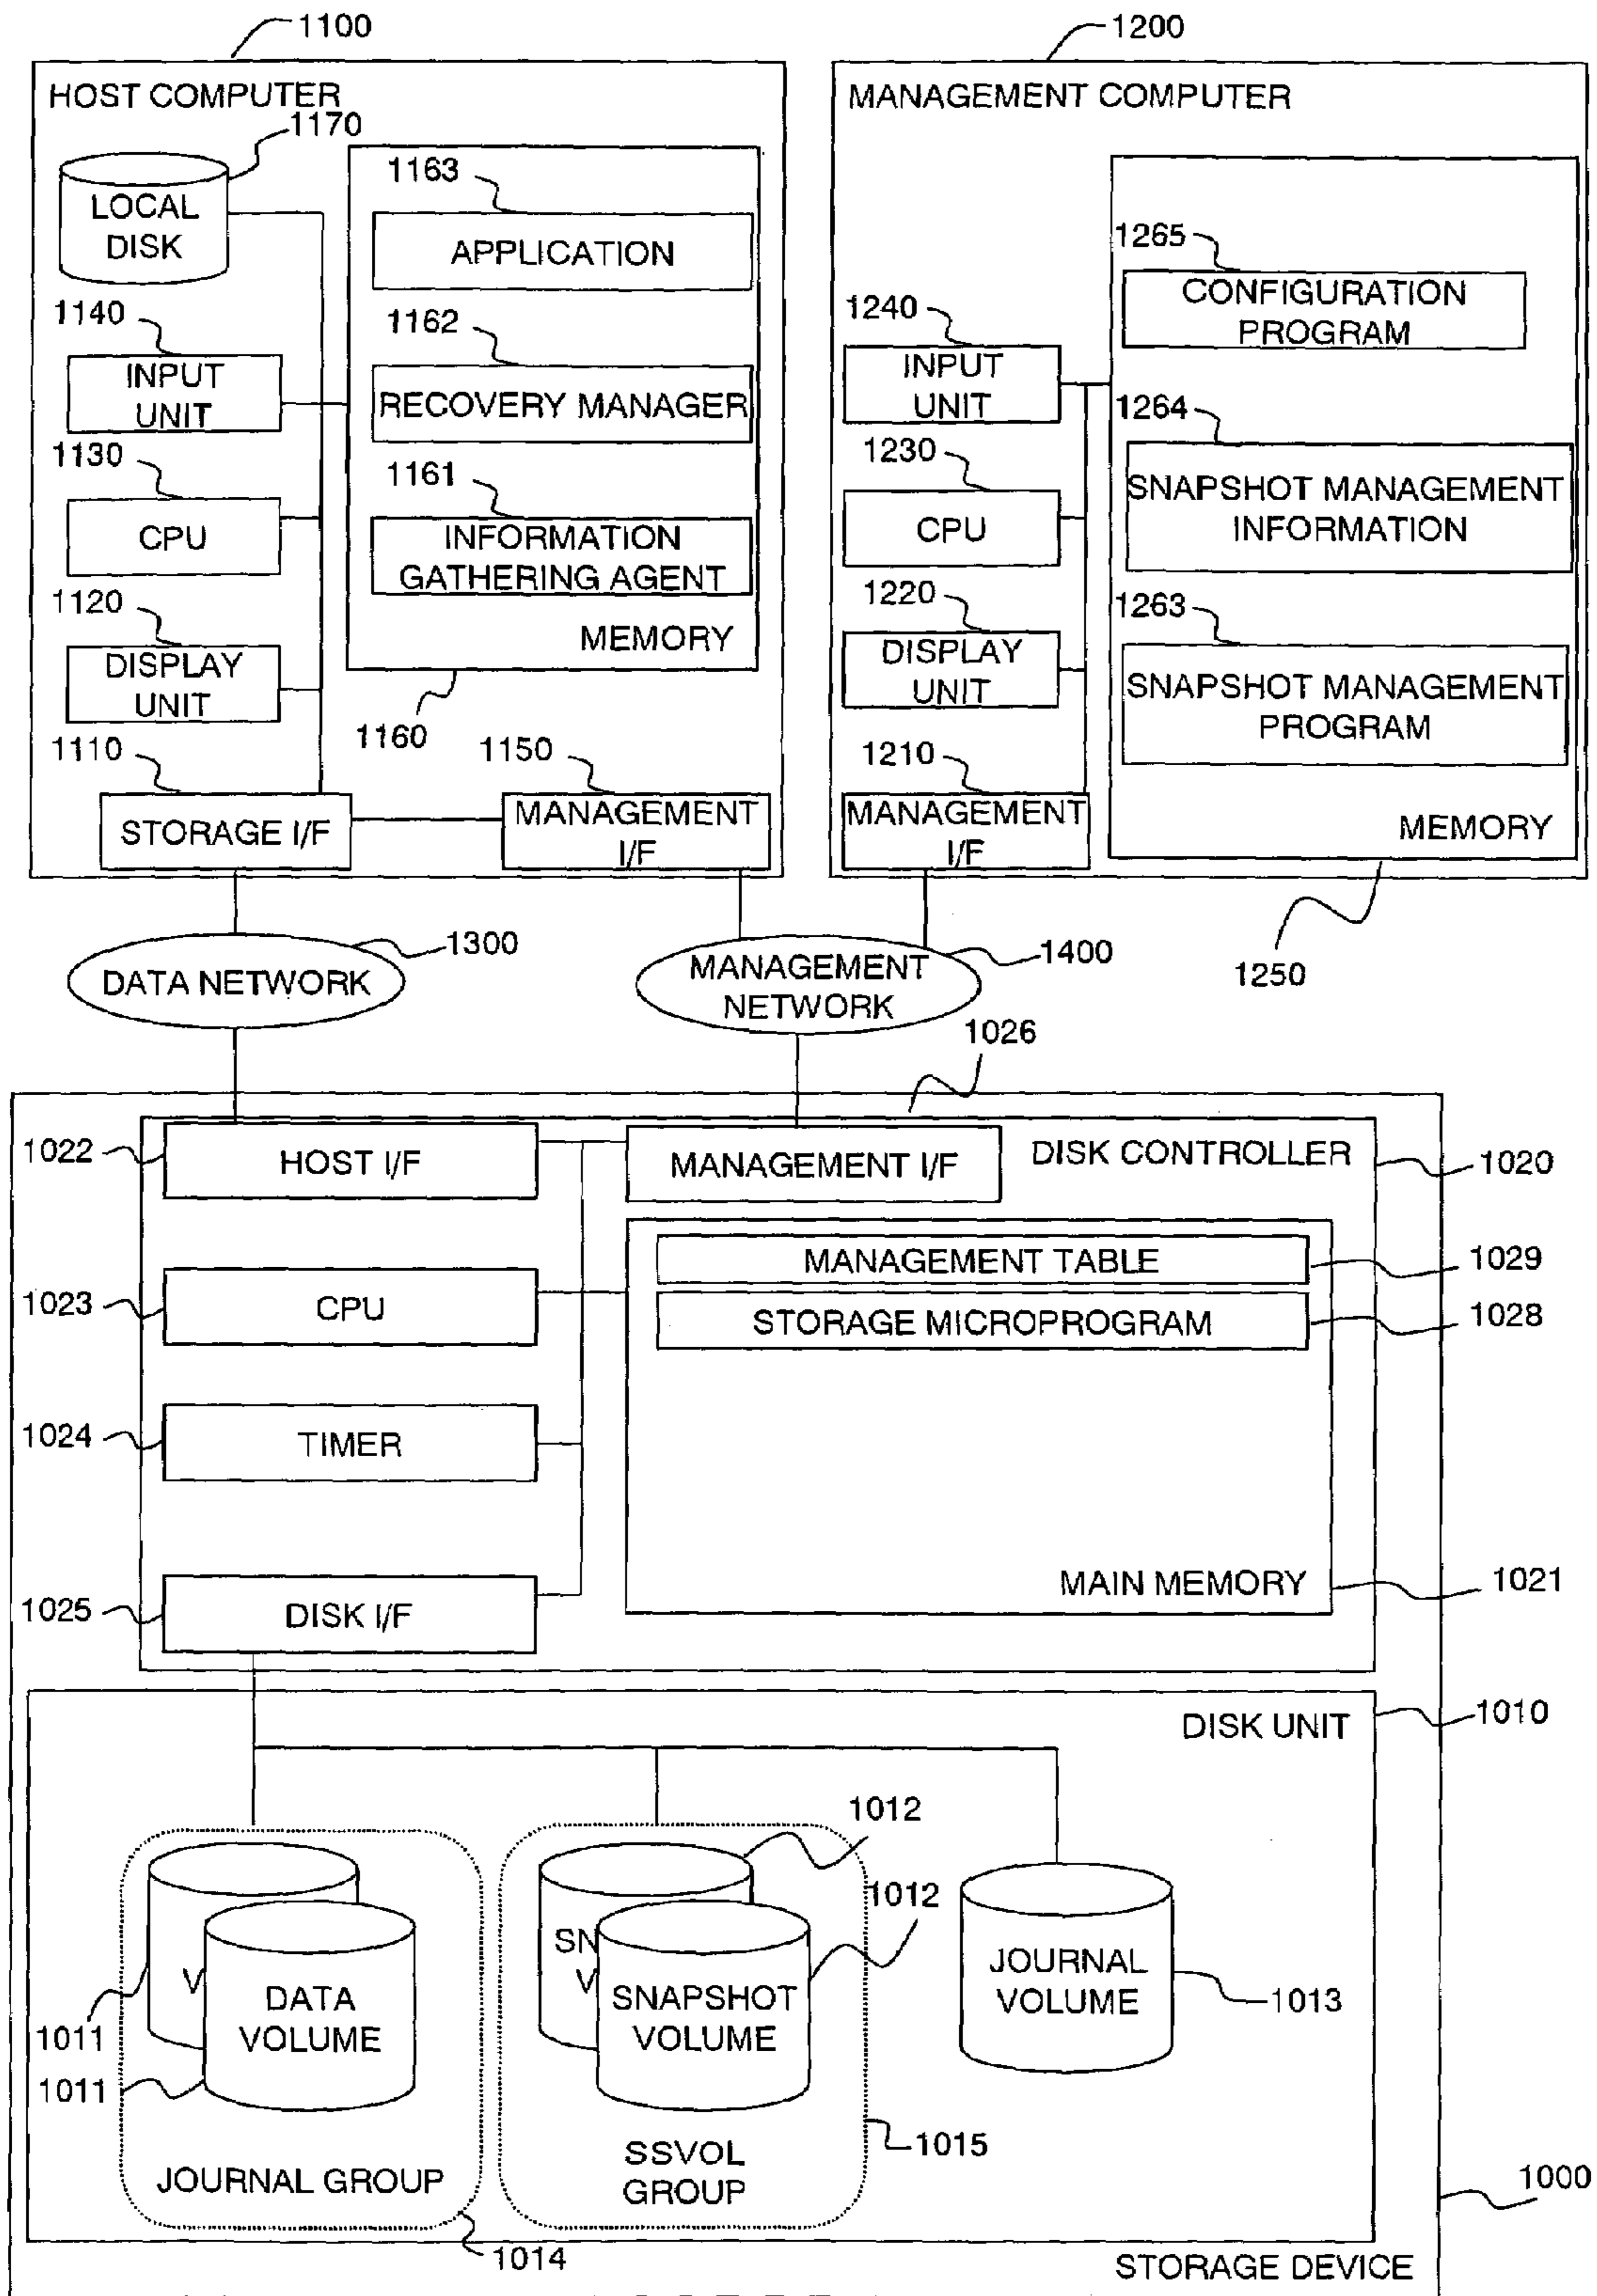 1100
HOST COMPUTER
1170
LOCAL
DISK
1163
APPLICATION
1140
INPUT
UNIT
1162
RECOVERY MANAGER
1130
CPU
1161
INFORMATION
GATHERING AGENT
1120
DISPLAY
UNIT
MEMORY
1160
1110
STORAGE I/F
1150
MANAGEMENT
I/F
1200
MANAGEMENT COMPUTER
1265
CONFIGURATION
PROGRAM
1240
INPUT
UNIT
1264
SNAPSHOT MANAGEMENT
INFORMATION
1230
CPU
1220
DISPLAY
UNIT
1263
SNAPSHOT MANAGEMENT
PROGRAM
1210
MANAGEMENT
I/F
MEMORY
1250
1300
DATA NETWORK
1400
MANAGEMENT
NETWORK
1026
1022
HOST I/F
MANAGEMENT I/F
DISK CONTROLLER
1020
MANAGEMENT TABLE
1029
1023
CPU
STORAGE MICROPROGRAM
1028
1024
TIMER
1025
DISK I/F
MAIN MEMORY
1021
DISK UNIT
1010
1012
1012
SN
V
V
DATA
VOLUME
1011
1011
SNAPSHOT
VOLUME
JOURNAL
VOLUME
1013
JOURNAL GROUP
1014
SSVOL
GROUP
1015
1000
STORAGE DEVICE